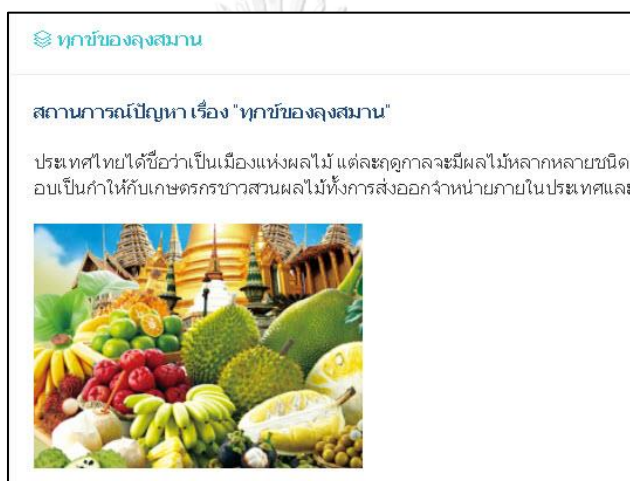 ทุกข์ของลุงสมาน
สถานการณ์ปัญหา เรื่อง "ทุกข์ของลุงสมาน"
ประเทศไทยได้ชื่อว่าเป็นเมืองแห่งผลไม้ แต่ละฤดูกาลจะมีผลไม้หลากหลายชนิด
อบเป็นกำให้กับเกษตรกรชาวสวนผลไม้ทั้งการส่งออกจำหน่ายภายในประเทศและ